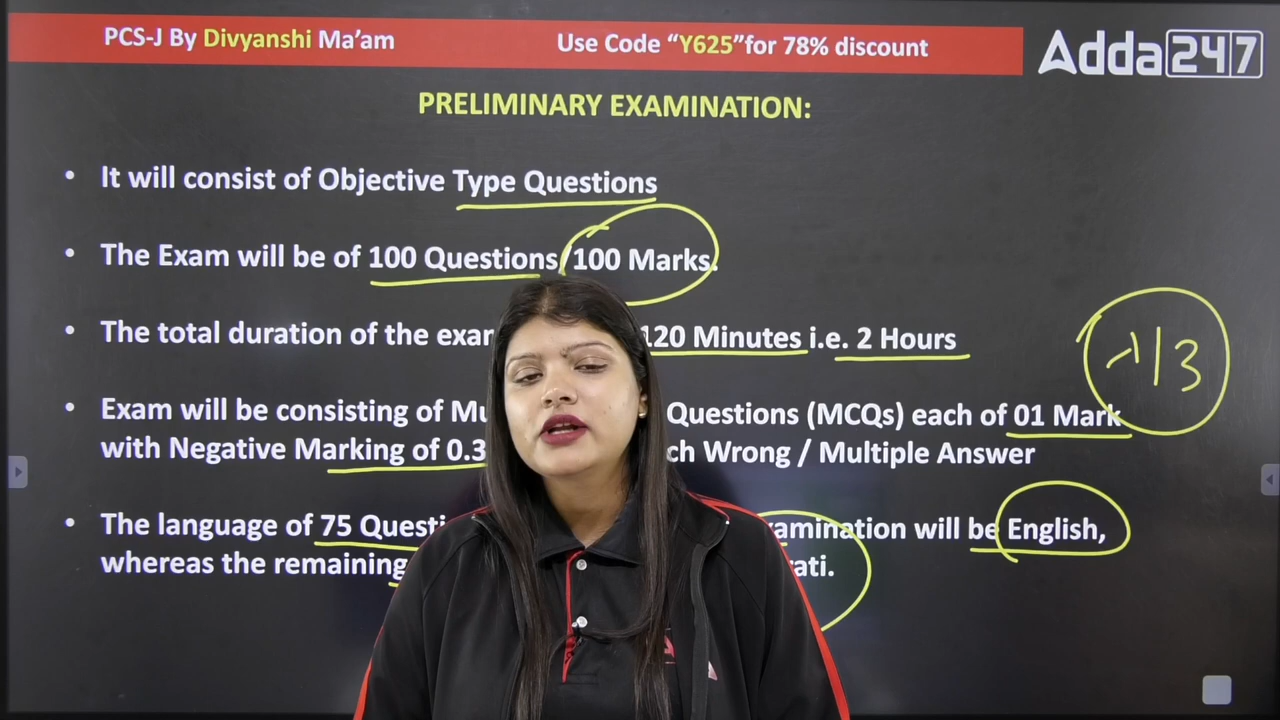 PCS-J By Divyanshi Ma'am
Use Code “Y625”for 78% discount
Adda247
PRELIMINARY EXAMINATION:
• It will consist of Objective Type Questions
• The Exam will be of 100 Questions/100 Marks.
• The total duration of the 120 Minutes i.e. 2 Hours
• Exam will be consisting of Questions (MCQs) each of 01 Mark
with Negative Marking of Wrong / Multiple Answer
• The language of 75 will be English,
whereas the remaining
1/3